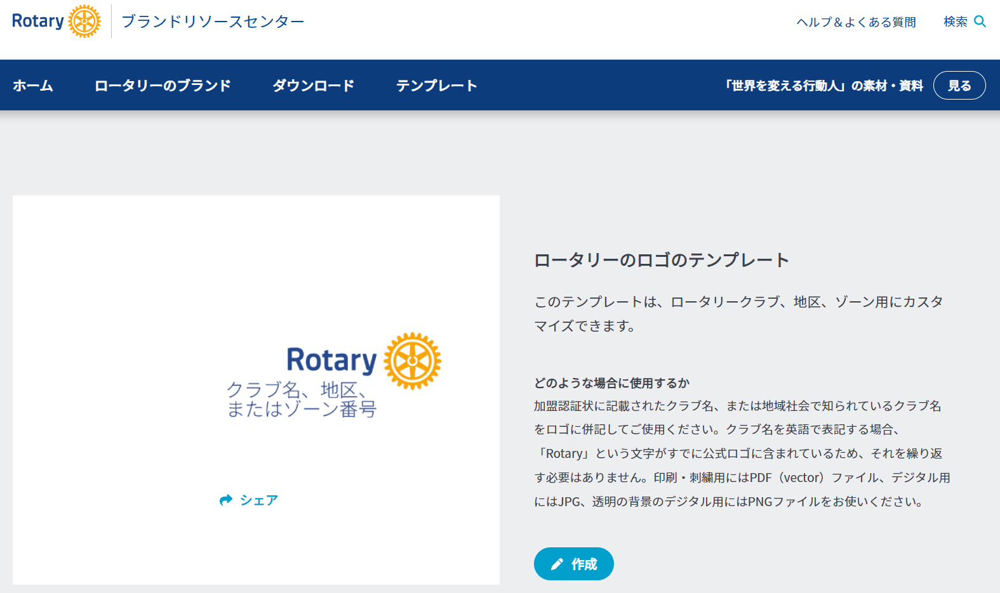 Rotary
ブランドリソースセンター
ヘルプ＆よくある質問
検索
ホーム
ロータリーのブランド
ダウンロード
テンプレート
「世界を変える行動人」の素材・資料
見る
Rotary
クラブ名、地区、
またはゾーン番号
シェア
ロータリーのロゴのテンプレート
このテンプレートは、ロータリークラブ、地区、ゾーン用にカスタ
マイズできます。
どのような場合に使用するか
加盟認証状に記載されたクラブ名、または地域社会で知られているクラブ名
をロゴに併記してご使用ください。クラブ名を英語で表記する場合、
「Rotary」という文字がすでに公式ロゴに含まれているため、それを繰り返
す必要はありません。印刷・刺繍用にはPDF（vector）ファイル、デジタル用
にはJPG、透明の背景のデジタル用にはPNGファイルをお使いください。
作成